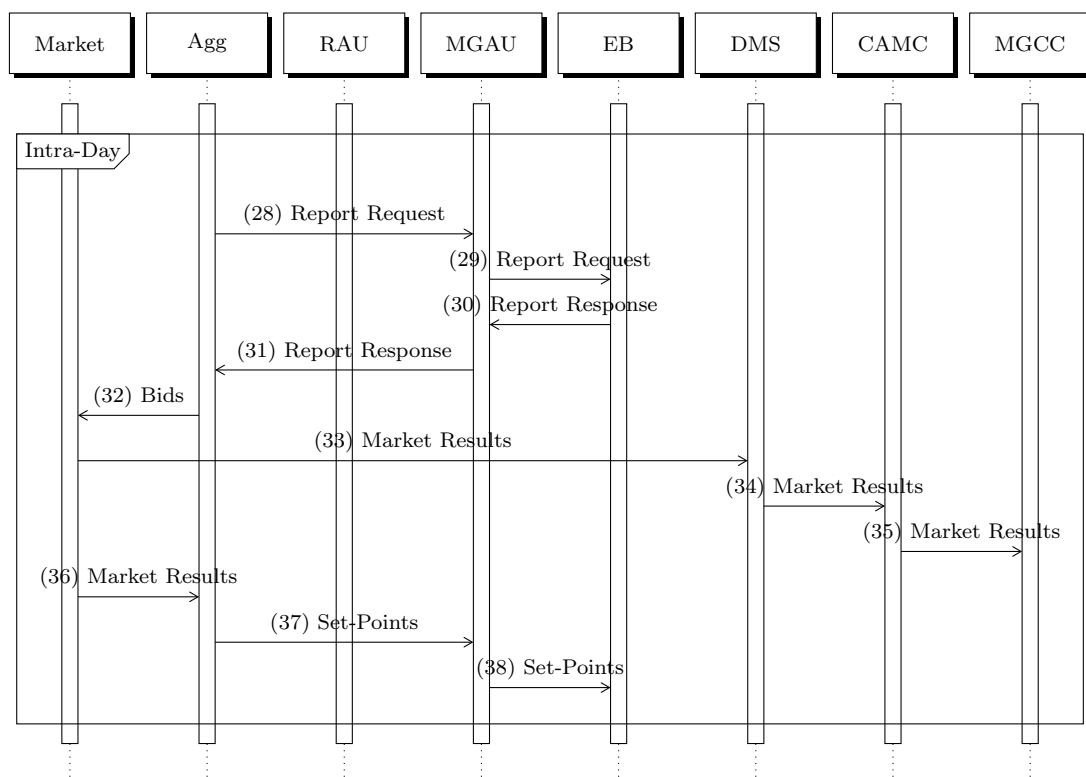 Market
Agg
RAU
MGAU
EB
DMS
CAMC
MGCC
Intra-Day
(28) Report Request
(29) Report Request
(30) Report Response
(31) Report Response
(32) Bids
(33) Market Results
(34) Market Results
(35) Market Results
(36) Market Results
(37) Set-Points
(38) Set-Points